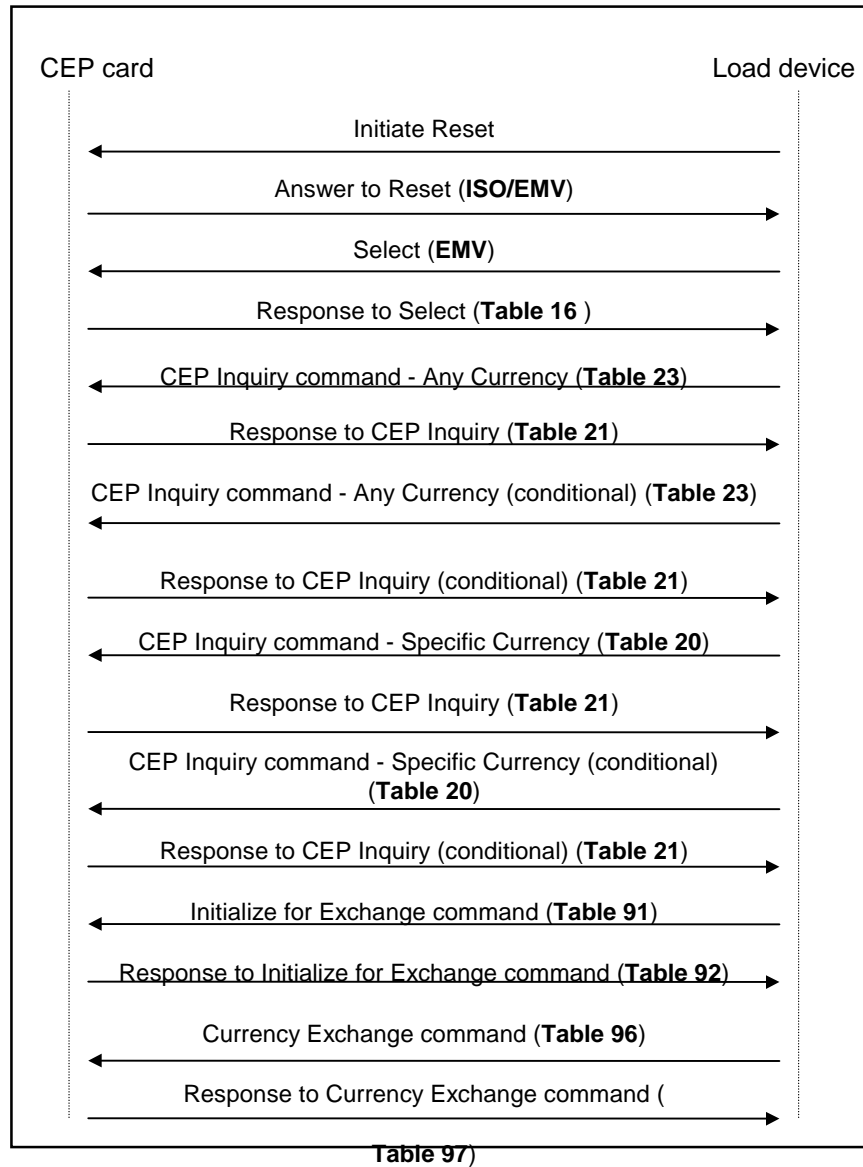 CEP card
Load device
Initiate Reset
Answer to Reset (ISO/EMV)
Select (EMV)
Response to Select (Table 16 )
CEP Inquiry command - Any Currency (Table 23)
Response to CEP Inquiry (Table 21)
CEP Inquiry command - Any Currency (conditional) (Table 23)
Response to CEP Inquiry (conditional) (Table 21)
CEP Inquiry command - Specific Currency (Table 20)
Response to CEP Inquiry (Table 21)
CEP Inquiry command - Specific Currency (conditional)
(Table 20)
Response to CEP Inquiry (conditional) (Table 21)
Initialize for Exchange command (Table 91)
Response to Initialize for Exchange command (Table 92)
Currency Exchange command (Table 96)
Response to Currency Exchange command (
Table 97)